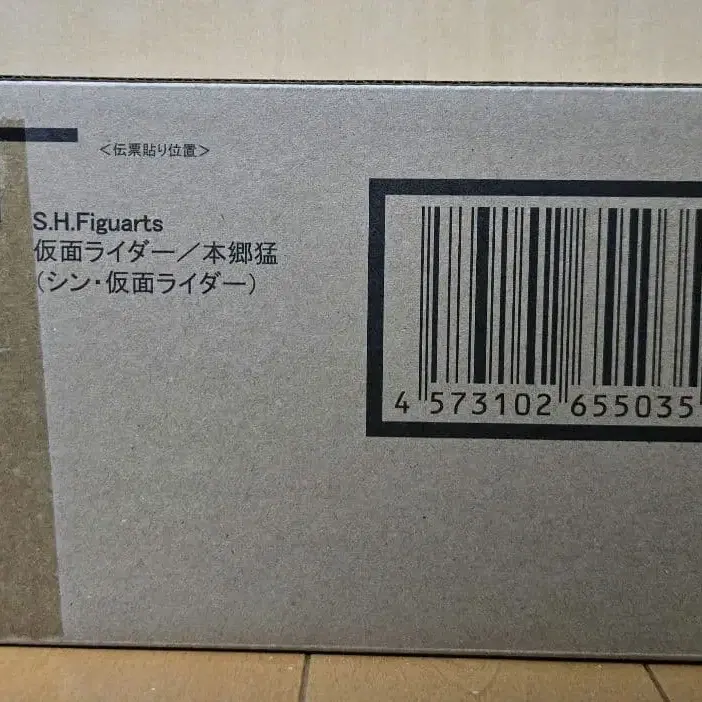 <伝票貼り位置>
S.H.Figuarts
仮面ライダー／本郷猛
（シン・仮面ライダー）
4 573102 655035